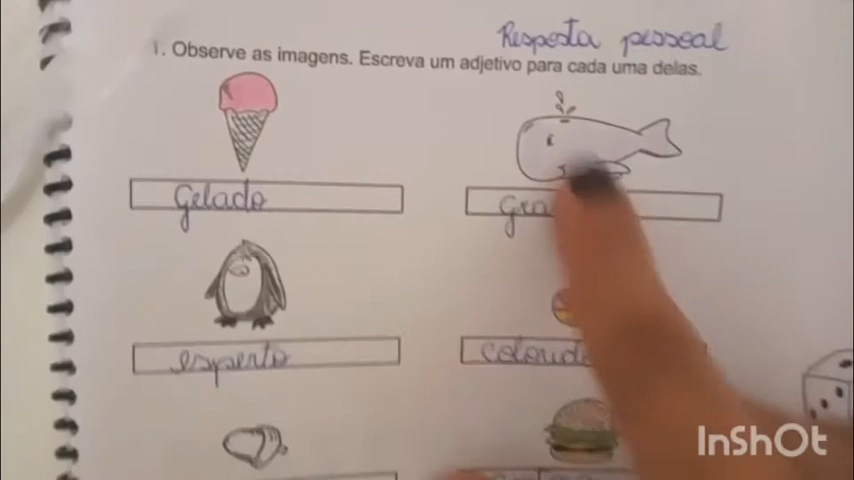 Resposta pessoal
1. Observe as imagens. Escreva um adjetivo para cada uma delas.
Gelado
esperto
InShOt